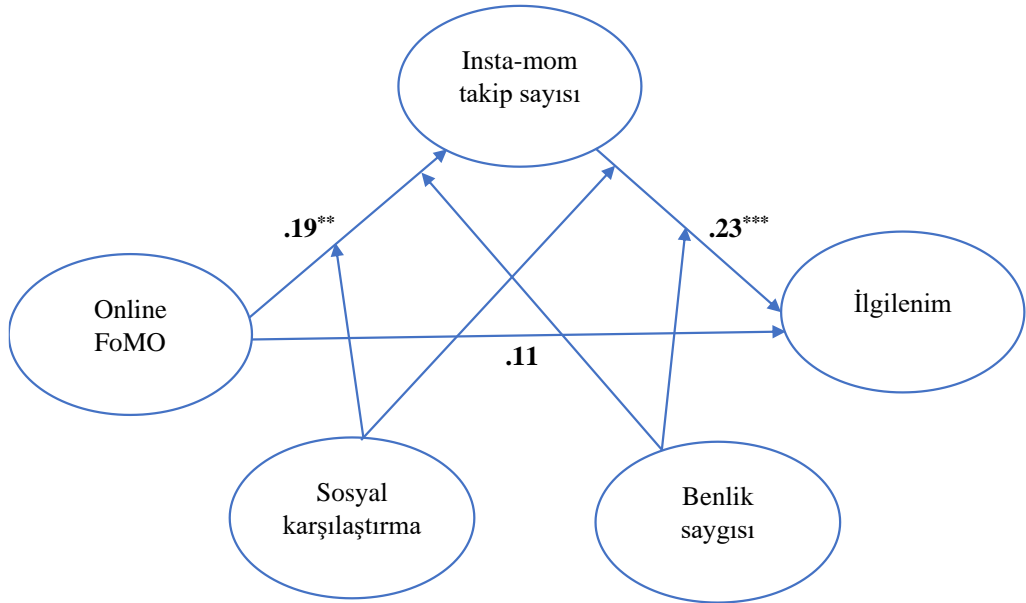 Insta-mom
takip sayısı
.19**
.23***
Online
FoMO
İlgilenim
.11
Sosyal
karşılaştırma
Benlik
saygısı